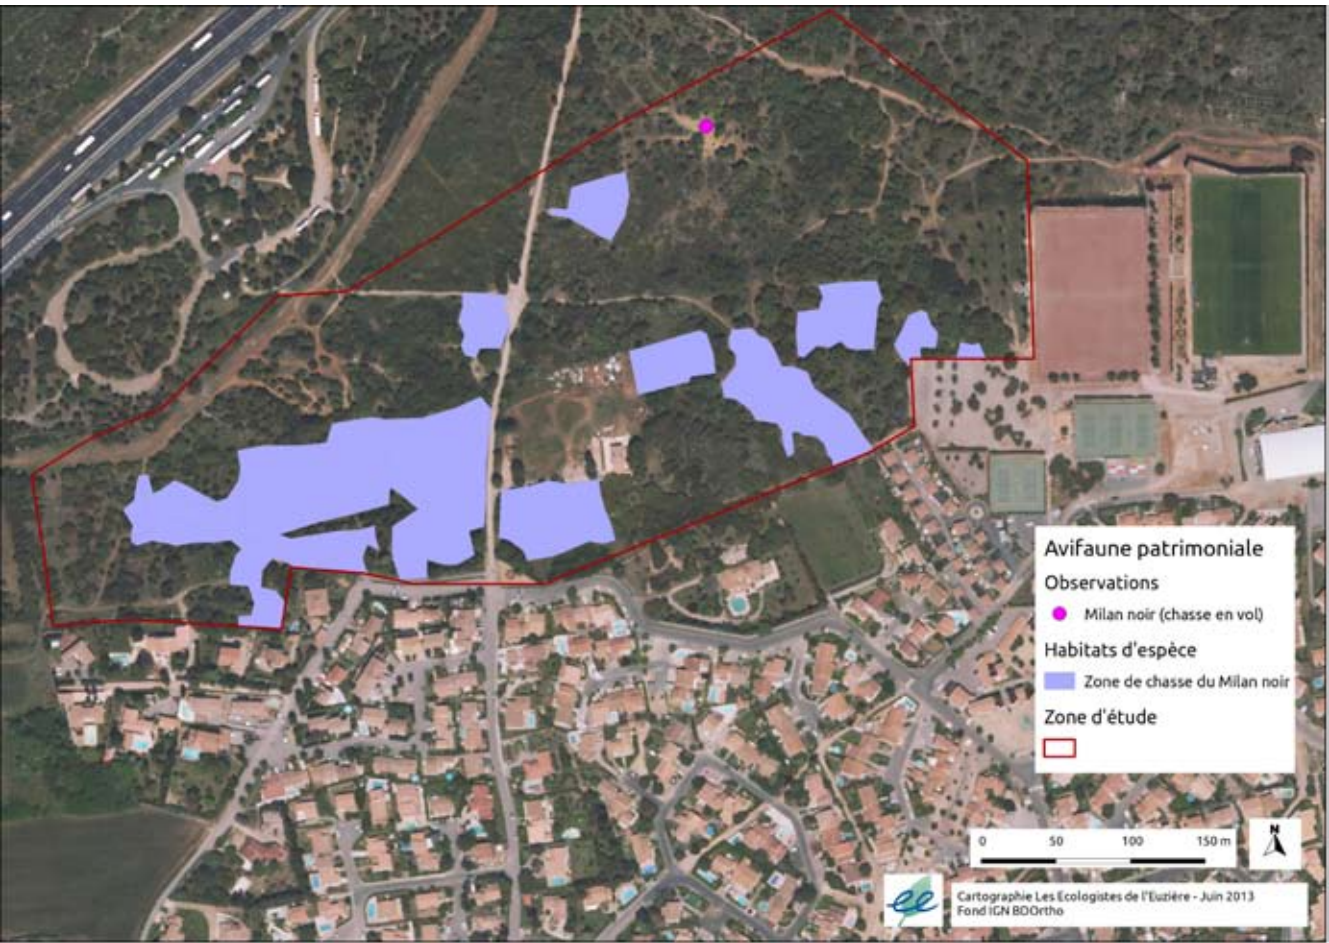 Avifaune patrimoniale
Observations
Milan noir (chasse en vol)
Habitats d'espèce
Zone de chasse du Milan noir
Zone d'étude
0 50 100 150 m
N
ee
Cartographie Les Ecologistes de l'Euzière - Juin 2013
Fond IGN BDOrtho